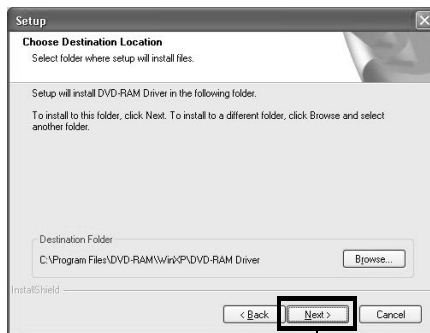 Setup
Choose Destination Location
Select folder where setup will install files.
Setup will install DVD-RAM Driver in the following folder.
To install to this folder, click Next. To install to a different folder, click Browse and select
another folder.
Destination Folder
C:\Program Files\DVD-RAM\WinXP\DVD-RAM Driver
Browse...
InstallShield
< Back
Next >
Cancel